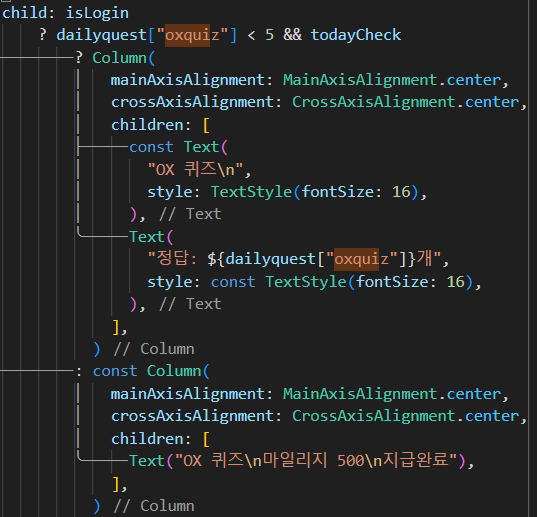 child: isLogin
? dailyquest["oxquiz"] < 5 && todayCheck
? Column(
mainAxisAlignment: MainAxisAlignment.center,
crossAxisAlignment: CrossAxisAlignment.center,
children: [
const Text(
"OX 퀴즈\n",
style: TextStyle(fontSize: 16),
), // Text
Text(
"정답: ${dailyquest["oxquiz"]}개",
style: const TextStyle(fontSize: 16),
), // Text
],
) // Column
: const Column(
mainAxisAlignment: MainAxisAlignment.center,
crossAxisAlignment: CrossAxisAlignment.center,
children: [
Text("OX 퀴즈\n마일리지 500\n지급완료"),
],
) // Column